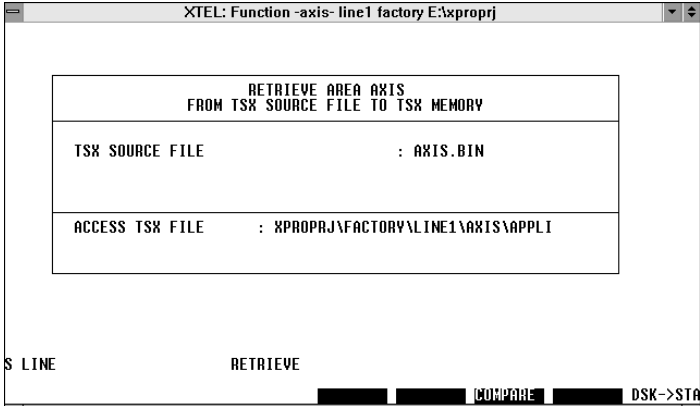 XTEL: Function -axis- line1 factory E:\xproprj
RETRIEVE AREA AXIS
FROM TSX SOURCE FILE TO TSX MEMORY
TSX SOURCE FILE : AXIS.BIN
ACCESS TSX FILE : XPROPRJ\FACTORY\LINE1\AXIS\APPLI
S LINE RETRIEVE
COMPARE DSK->STA